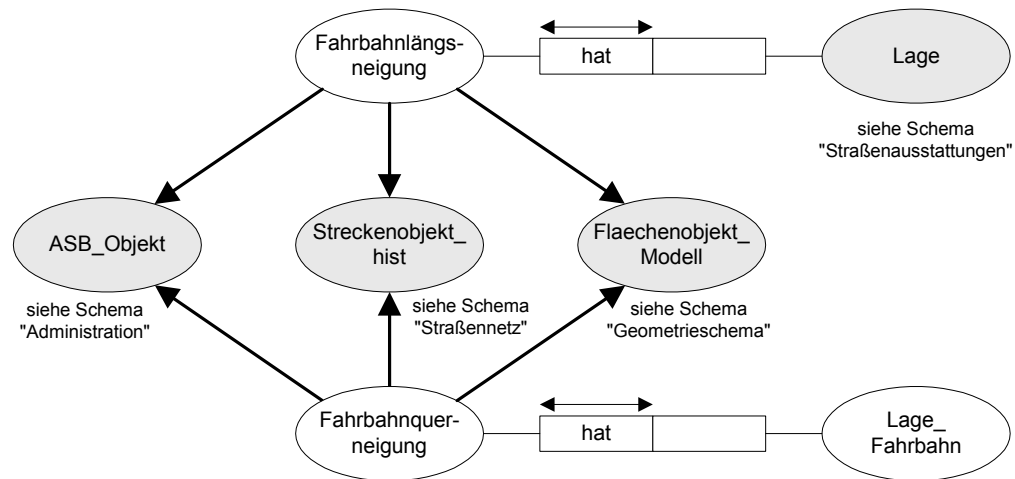 Fahrbahnlängs-
neigung
hat
Lage
siehe Schema
"Straßenausstattungen"
ASB_Objekt
siehe Schema
"Administration"
Streckenobjekt_
hist
siehe Schema
"Straßennetz"
Flaechenobjekt_
Modell
siehe Schema
"Geometrieschema"
Fahrbahnquer-
neigung
hat
Lage_
Fahrbahn